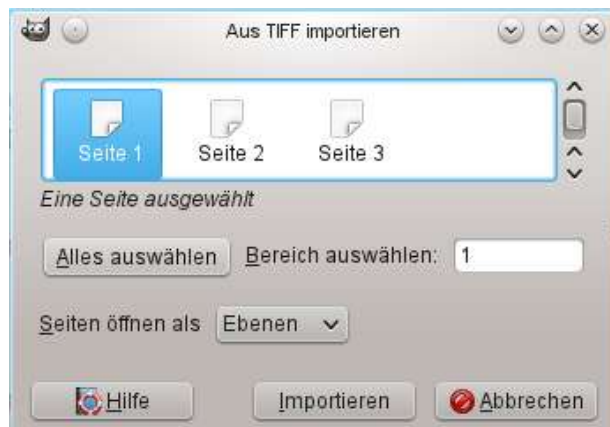 Aus TIFF importieren
Seite 1 Seite 2 Seite 3
Eine Seite ausgewählt
Alles auswählen Bereich auswählen: 1
Seiten öffnen als Ebenen
Hilfe Importieren Abbrechen